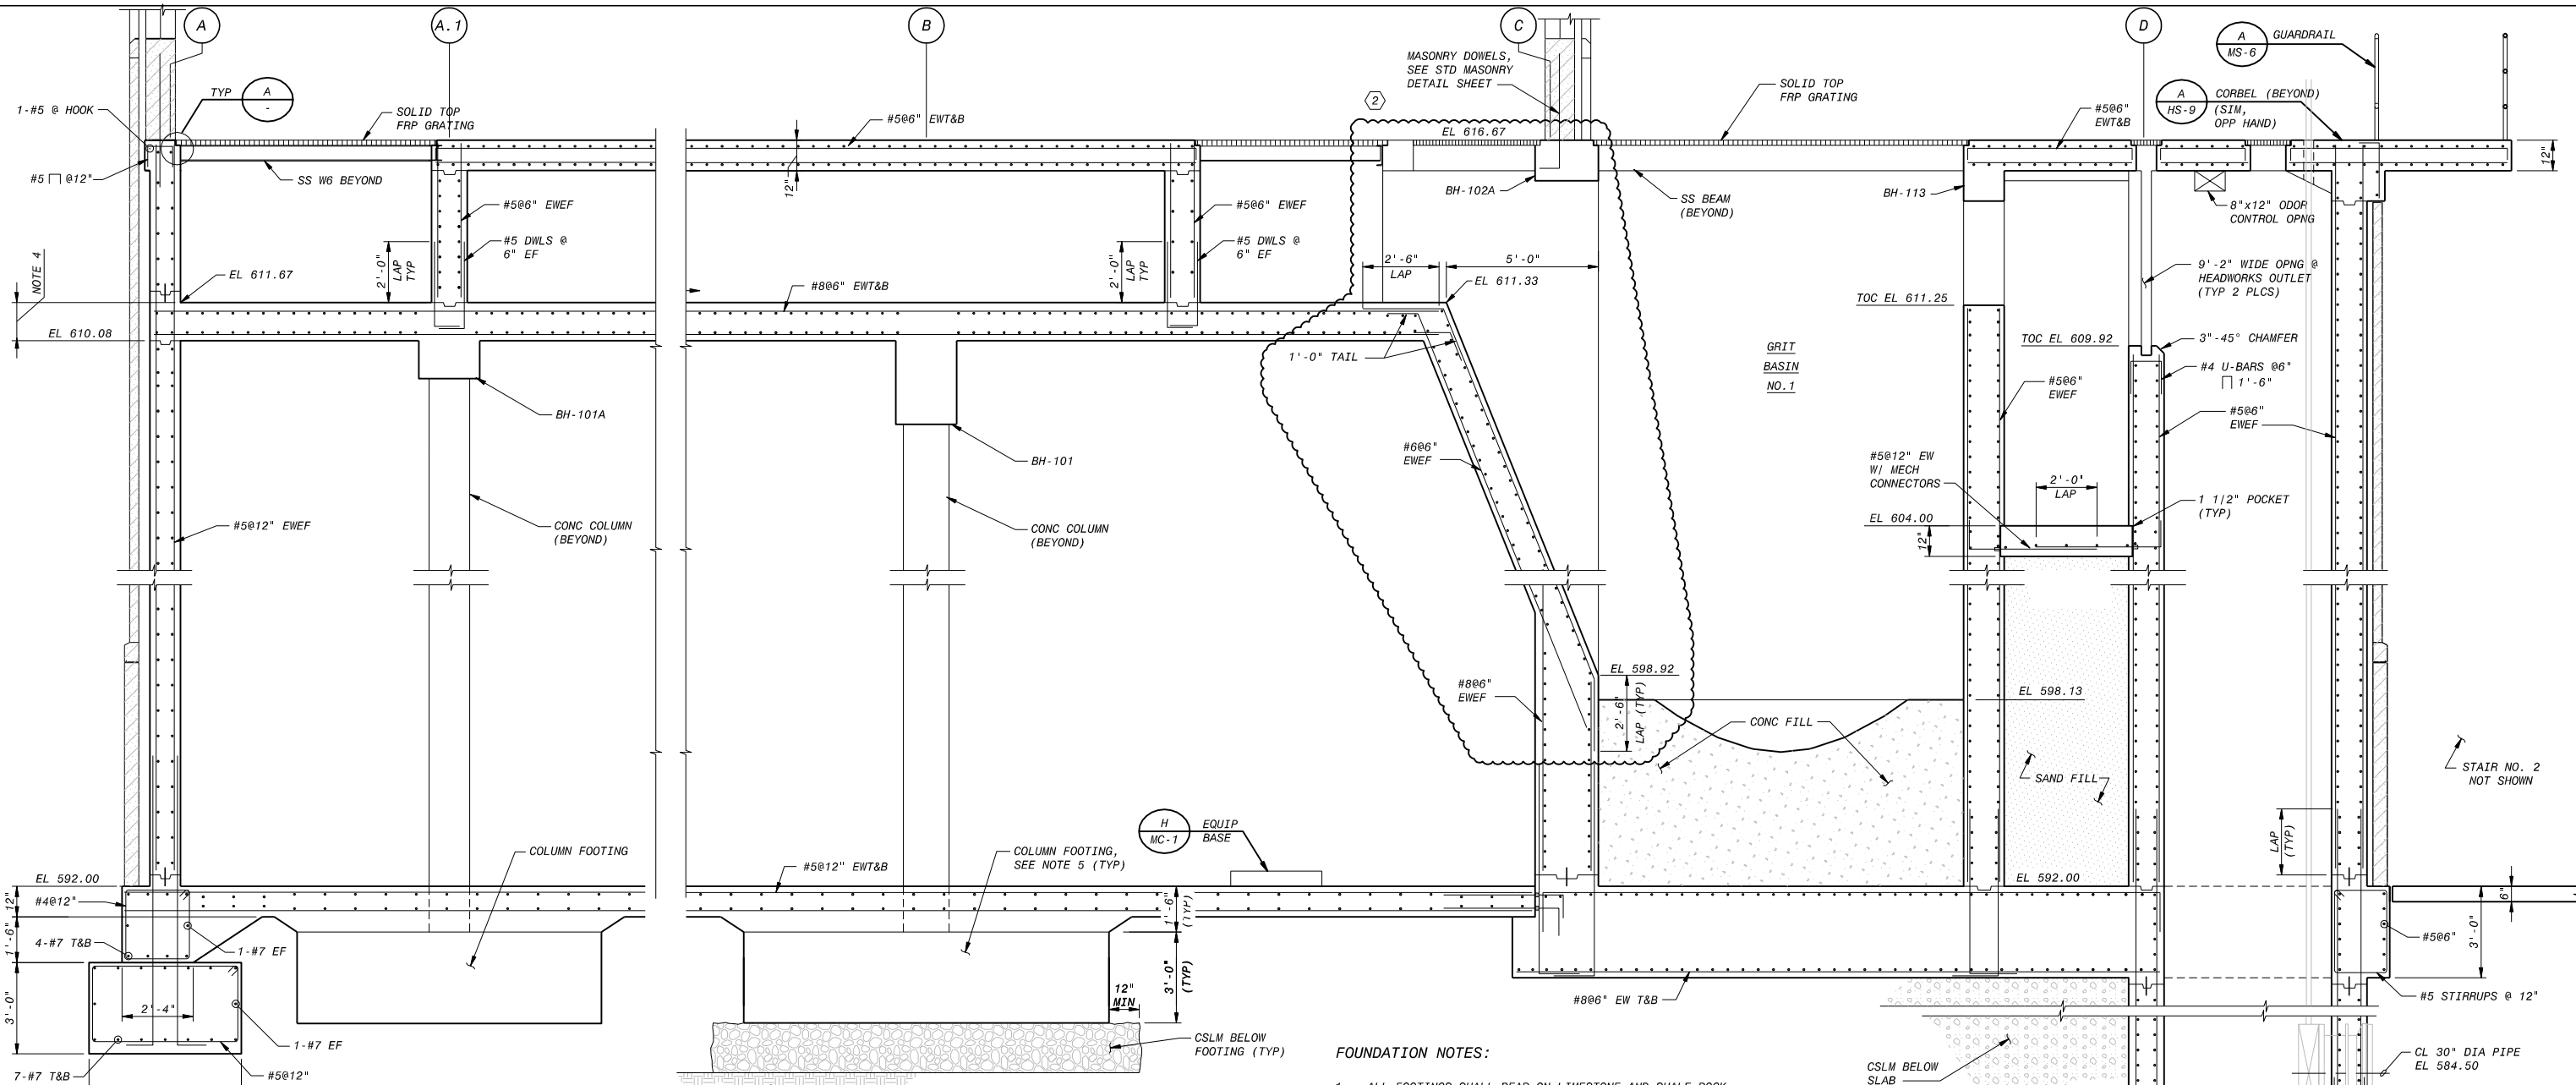 A
A.1
B
C
D
A
MS-6
GUARDRAIL
MASONRY DOWELS,
SEE STD MASONRY
DETAIL SHEET
SOLID TOP
FRP GRATING
TYP
A
-
1-#5 @ HOOK
SOLID TOP
FRP GRATING
#5@6" EWT&B
2
#5@6"
EWT&B
A
HS-9
CORBEL (BEYOND)
(SIM,
OPP HAND)
EL 616.67
12"
12"
#5 @12"
SS W6 BEYOND
BH-102A
SS BEAM
(BEYOND)
BH-113
8"x12" ODOR
CONTROL OPNG
#5@6" EWEF
#5 DWLS @
6" EF
#5@6" EWEF
#5 DWLS @
6" EF
2'-0"
LAP
TYP
2'-0"
LAP
TYP
2'-6"
LAP
5'-0"
NOTE 4
EL 611.67
#8@6" EWT&B
EL 611.33
9'-2" WIDE OPNG @
HEADWORKS OUTLET
(TYP 2 PLCS)
TOC EL 611.25
EL 610.08
1'-0" TAIL
GRIT
BASIN
NO.1
TOC EL 609.92
3"-45° CHAMFER
#4 U-BARS @6"
1'-6"
#5@6"
EWEF
#5@6"
EWEF
BH-101A
BH-101
#6@6"
EWEF
#5@12" EW
W/ MECH
CONNECTORS
2'-0"
LAP
1 1/2" POCKET
(TYP)
#5@12" EWEF
CONC COLUMN
(BEYOND)
CONC COLUMN
(BEYOND)
EL 604.00
12"
EL 598.92
#8@6"
EWEF
2'-6"
LAP (TYP)
EL 598.13
CONC FILL
SAND FILL
STAIR NO. 2
NOT SHOWN
H
MC-1
EQUIP
BASE
LAP
(TYP)
COLUMN FOOTING
COLUMN FOOTING,
SEE NOTE 5 (TYP)
#5@12" EWT&B
EL 592.00
EL 592.00
12"
#4@12"
1'-6"
(TYP)
6"
1'-6"
4-#7 T&B
1-#7 EF
#5@6"
3'-0"
3'-0"
2'-4"
3'-0"
(TYP)
12"
MIN
#8@6" EW T&B
#5 STIRRUPS @ 12"
1-#7 EF
CSLM BELOW
FOOTING (TYP)
FOUNDATION NOTES:
CL 30" DIA PIPE
EL 584.50
7-#7 T&B
#5@12"
CSLM BELOW
SLAB
1. ALL FOOTINGS SHALL BEAR ON LIMESTONE AND SHALE ROCK